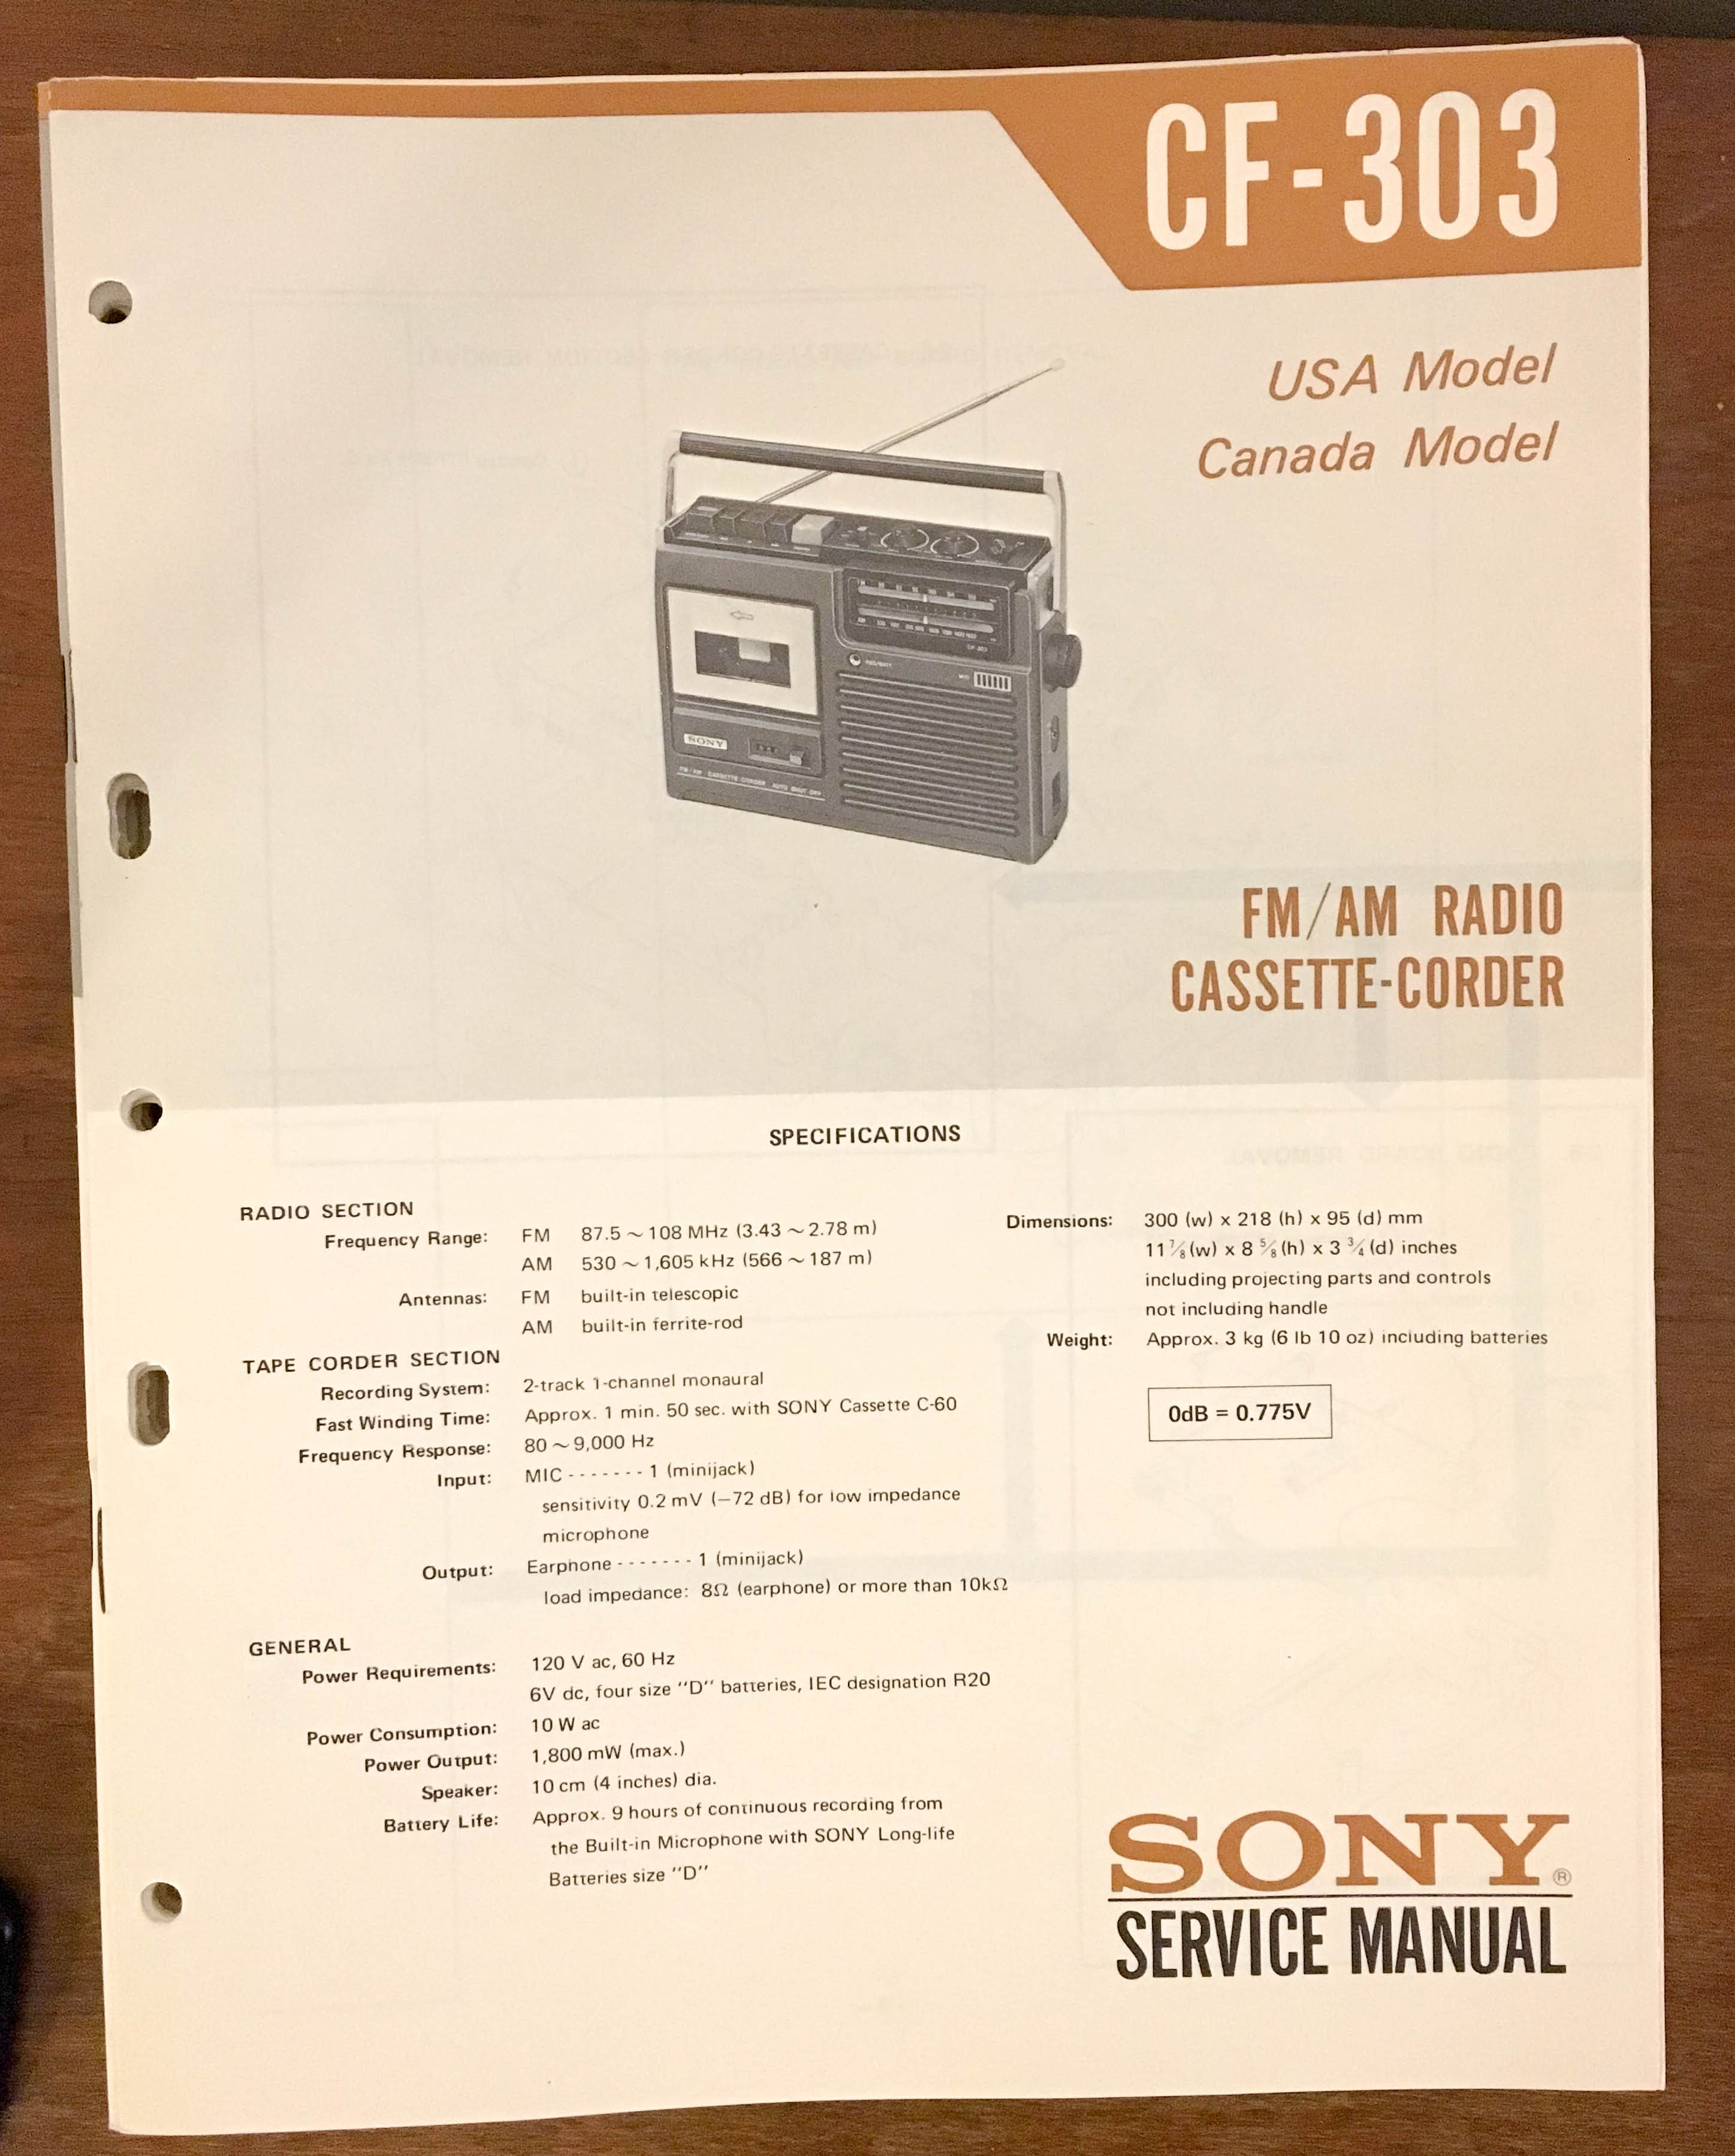 CF-303
USA Model
Canada Model
SONY
FM/AM CASSETTE-CORDER AUTO SHUT OFF
MIC
FM/AM RADIO
CASSETTE-CORDER
SPECIFICATIONS
RADIO SECTION
Frequency Range: FM 87.5 ~ 108 MHz (3.43 ~ 2.78 m)
AM 530 ~ 1,605 kHz (566 ~ 187 m)
Antennas: FM built-in telescopic
AM built-in ferrite-rod
TAPE CORDER SECTION
Recording System: 2-track 1-channel monaural
Fast Winding Time: Approx. 1 min. 50 sec. with SONY Cassette C-60
Frequency Response: 80 ~ 9,000 Hz
Input: MIC ------- 1 (minijack)
sensitivity 0.2 mV (−72 dB) for low impedance
microphone
Output: Earphone ------- 1 (minijack)
load impedance: 8Ω (earphone) or more than 10kΩ
GENERAL
Power Requirements: 120 V ac, 60 Hz
6V dc, four size "D" batteries, IEC designation R20
Power Consumption: 10 W ac
Power Output: 1,800 mW (max.)
Speaker: 10 cm (4 inches) dia.
Battery Life: Approx. 9 hours of continuous recording from
the Built-in Microphone with SONY Long-life
Batteries size "D"
Dimensions: 300 (w) x 218 (h) x 95 (d) mm
11 7/8 (w) x 8 5/8 (h) x 3 3/4 (d) inches
including projecting parts and controls
not including handle
Weight: Approx. 3 kg (6 lb 10 oz) including batteries
0dB = 0.775V
SONY®
SERVICE MANUAL